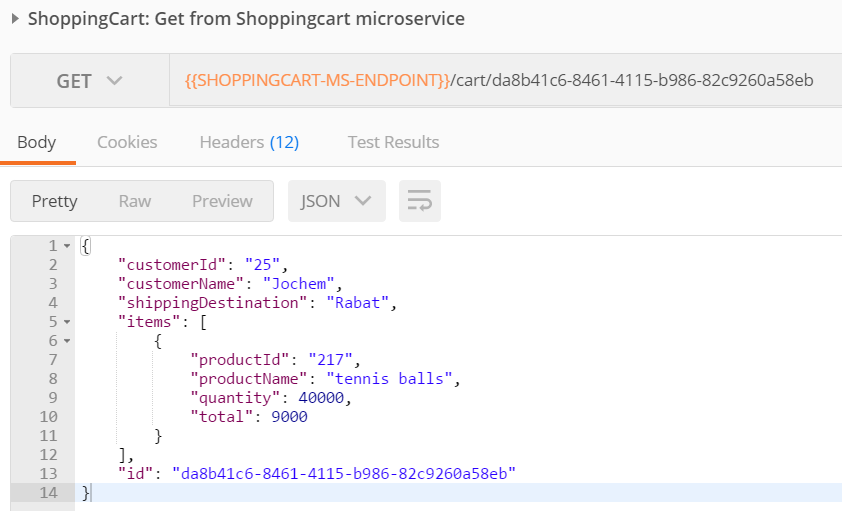 ShoppingCart: Get from Shoppingcart microservice
GET {{SHOPPINGCART-MS-ENDPOINT}}/cart/da8b41c6-8461-4115-b986-82c9260a58eb
Body Cookies Headers (12) Test Results
Pretty Raw Preview JSON
1 {
2 "customerId": "25",
3 "customerName": "Jochem",
4 "shippingDestination": "Rabat",
5 "items": [
6 {
7 "productId": "217",
8 "productName": "tennis balls",
9 "quantity": 40000,
10 "total": 9000
11 }
12 ],
13 "id": "da8b41c6-8461-4115-b986-82c9260a58eb"
14 }